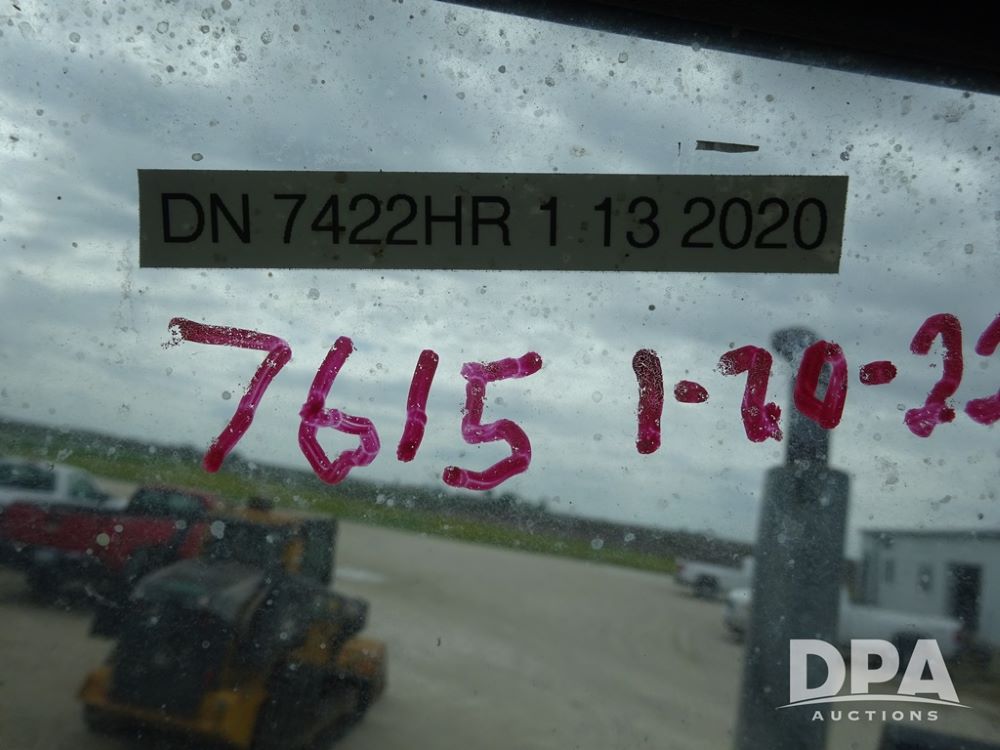 DN 7422HR 1 13 2020
7615 1-20-22
DPA
AUCTIONS